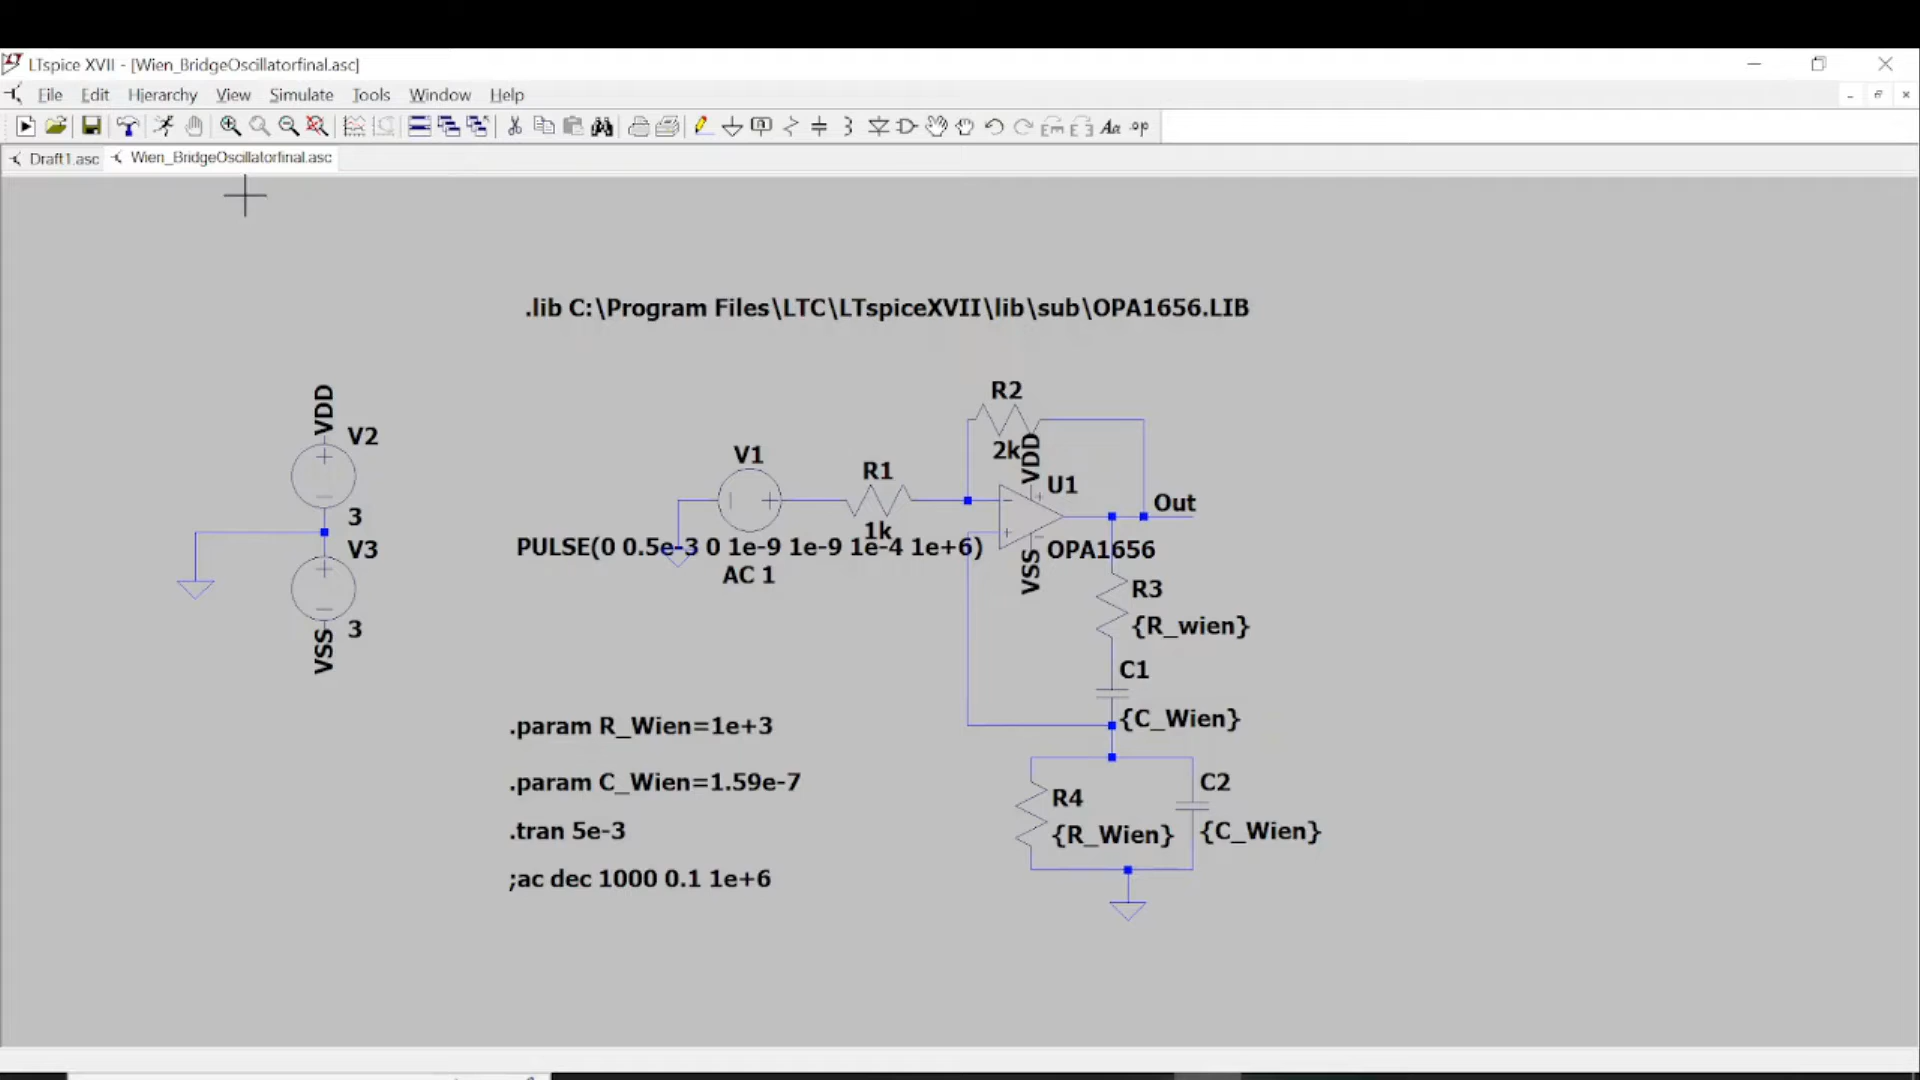 LTspice XVII - [Wien_BridgeOscillatorfinal.asc]
File Edit Hierarchy View Simulate Tools Window Help
Draft1.asc Wien_BridgeOscillatorfinal.asc
.lib C:\Program Files\LTC\LTspiceXVII\lib\sub\OPA1656.LIB
VDD
V2
3
V3
3
VSS
V1
PULSE(0 0.5e-3 0 1e-9 1e-9 1e-4 1e+6)
AC 1
R1
1k
R2
2k
VDD
U1
Out
OPA1656
VSS
R3
{R_wien}
C1
{C_Wien}
R4
{R_Wien}
C2
{C_Wien}
.param R_Wien=1e+3
.param C_Wien=1.59e-7
.tran 5e-3
;ac dec 1000 0.1 1e+6